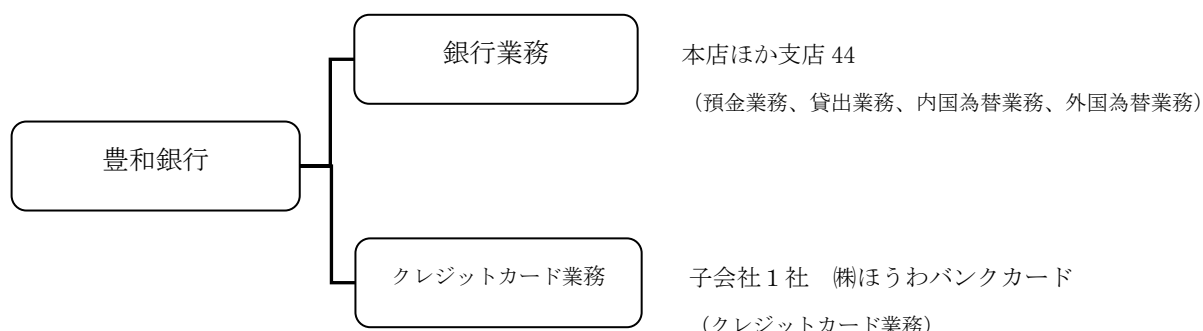 銀行業務
本店ほか支店 44
（預金業務、貸出業務、内国為替業務、外国為替業務）
豊和銀行
クレジットカード業務
子会社１社　㈱ほうわバンクカード
（クレジットカード業務）